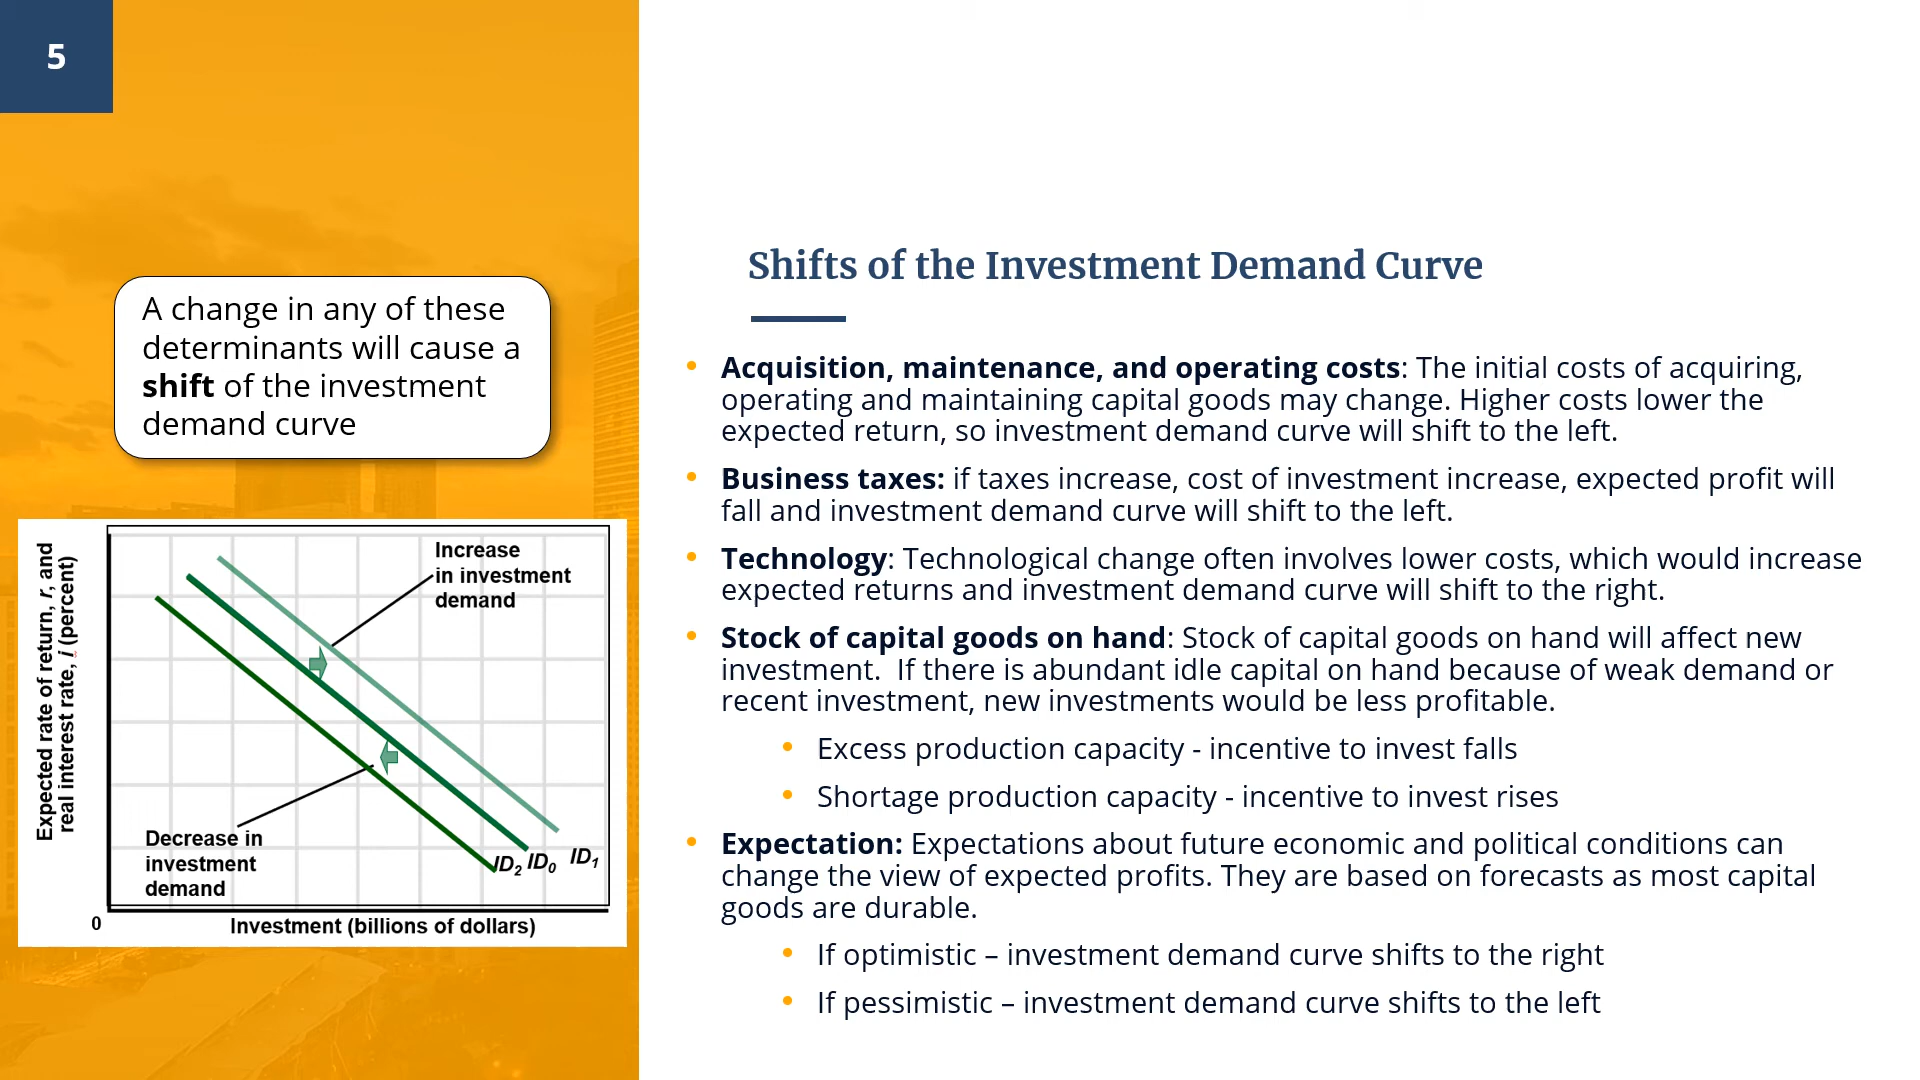 5
A change in any of these
determinants will cause a
shift of the investment
demand curve
Expected rate of return, r, and
real interest rate, i (percent)
Increase
in investment
demand
Decrease in
investment
demand
ID2 ID0 ID1
0
Investment (billions of dollars)
Shifts of the Investment Demand Curve
• Acquisition, maintenance, and operating costs: The initial costs of acquiring,
operating and maintaining capital goods may change. Higher costs lower the
expected return, so investment demand curve will shift to the left.
• Business taxes: if taxes increase, cost of investment increase, expected profit will
fall and investment demand curve will shift to the left.
• Technology: Technological change often involves lower costs, which would increase
expected returns and investment demand curve will shift to the right.
• Stock of capital goods on hand: Stock of capital goods on hand will affect new
investment.  If there is abundant idle capital on hand because of weak demand or
recent investment, new investments would be less profitable.
• Excess production capacity - incentive to invest falls
• Shortage production capacity - incentive to invest rises
• Expectation: Expectations about future economic and political conditions can
change the view of expected profits. They are based on forecasts as most capital
goods are durable.
• If optimistic – investment demand curve shifts to the right
• If pessimistic – investment demand curve shifts to the left